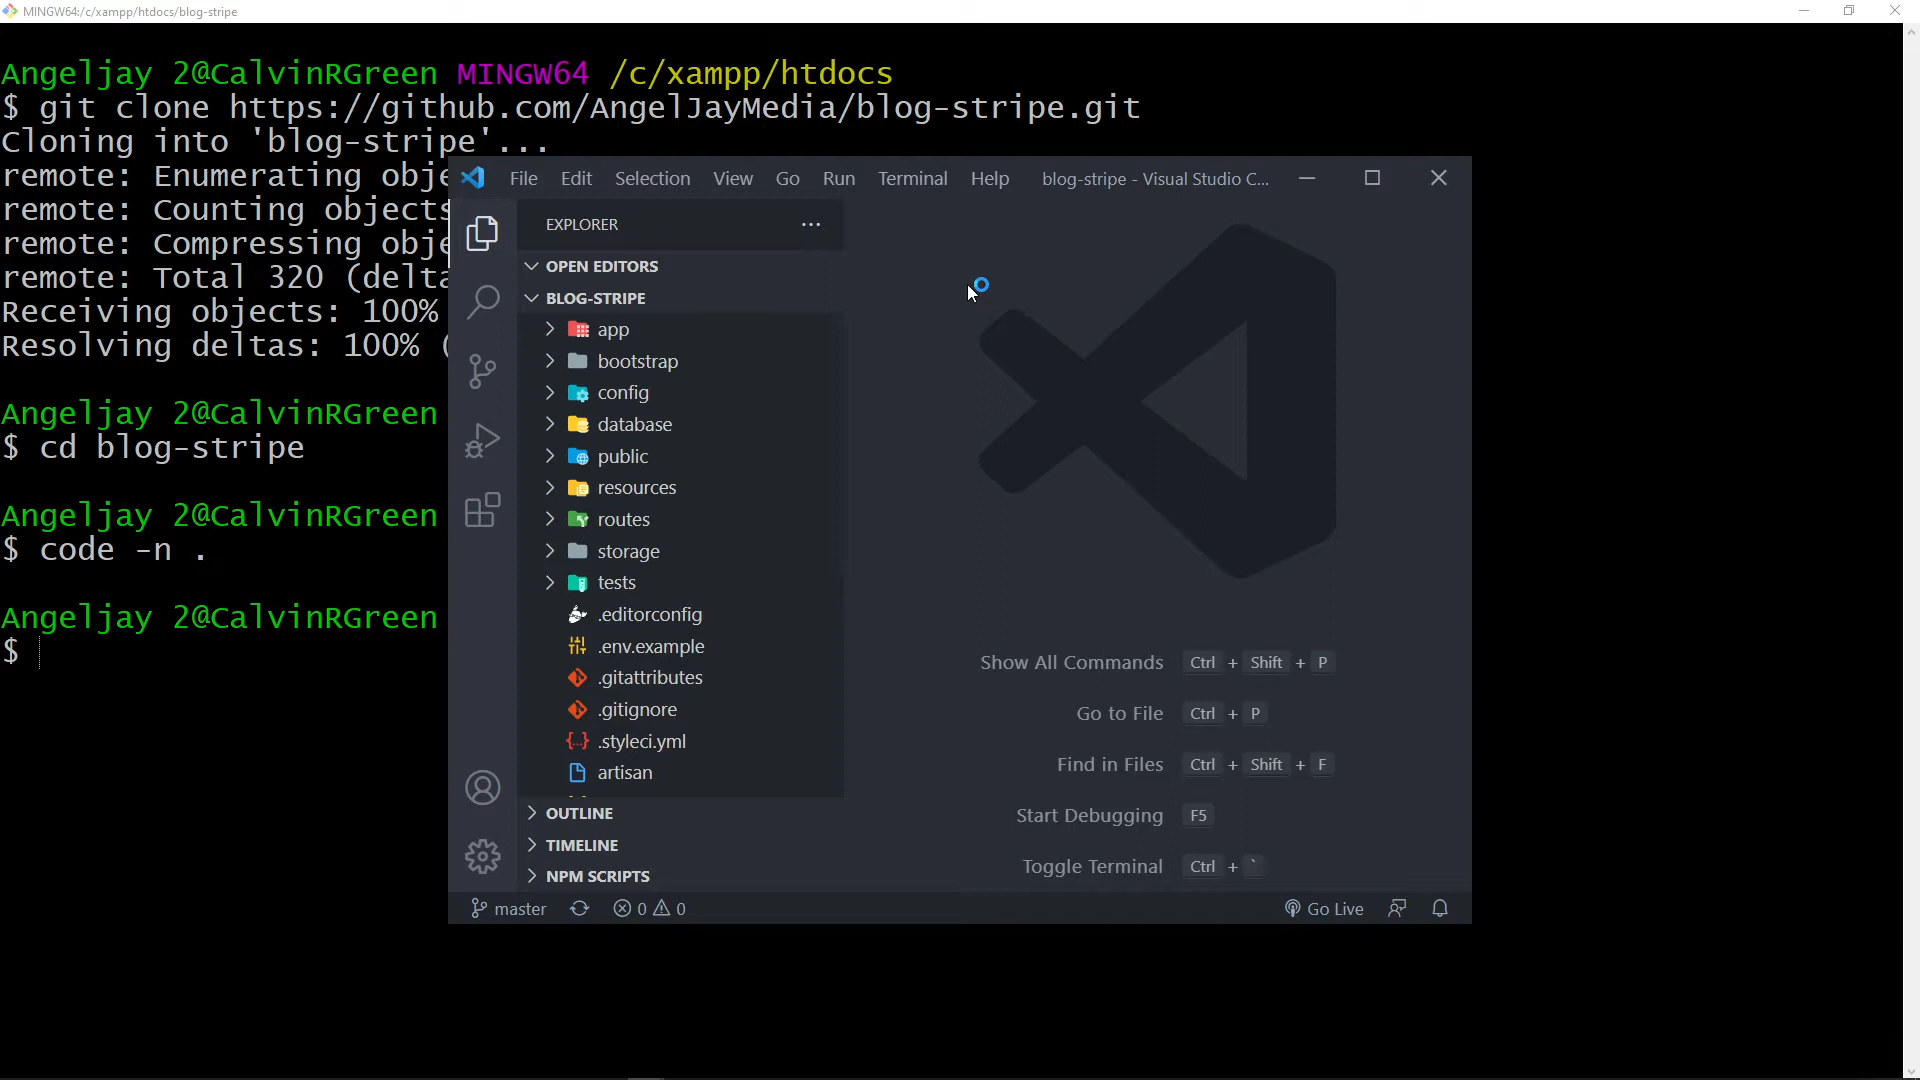 MINGW64:/c/xampp/htdocs/blog-stripe
Angeljay 2@CalvinRGreen MINGW64 /c/xampp/htdocs
$ git clone https://github.com/AngelJayMedia/blog-stripe.git
Cloning into 'blog-stripe'...
remote: Enumerating obje
remote: Counting objects
remote: Compressing obje
remote: Total 320 (delta
Receiving objects: 100%
Resolving deltas: 100% (
Angeljay 2@CalvinRGreen
$ cd blog-stripe
Angeljay 2@CalvinRGreen
$ code -n .
Angeljay 2@CalvinRGreen
$
File Edit Selection View Go Run Terminal Help blog-stripe - Visual Studio C...
EXPLORER
OPEN EDITORS
BLOG-STRIPE
app
bootstrap
config
database
public
resources
routes
storage
tests
.editorconfig
.env.example
.gitattributes
.gitignore
.styleci.yml
artisan
OUTLINE
TIMELINE
NPM SCRIPTS
Show All Commands Ctrl + Shift + P
Go to File Ctrl + P
Find in Files Ctrl + Shift + F
Start Debugging F5
Toggle Terminal Ctrl + `
master 0 0 Go Live